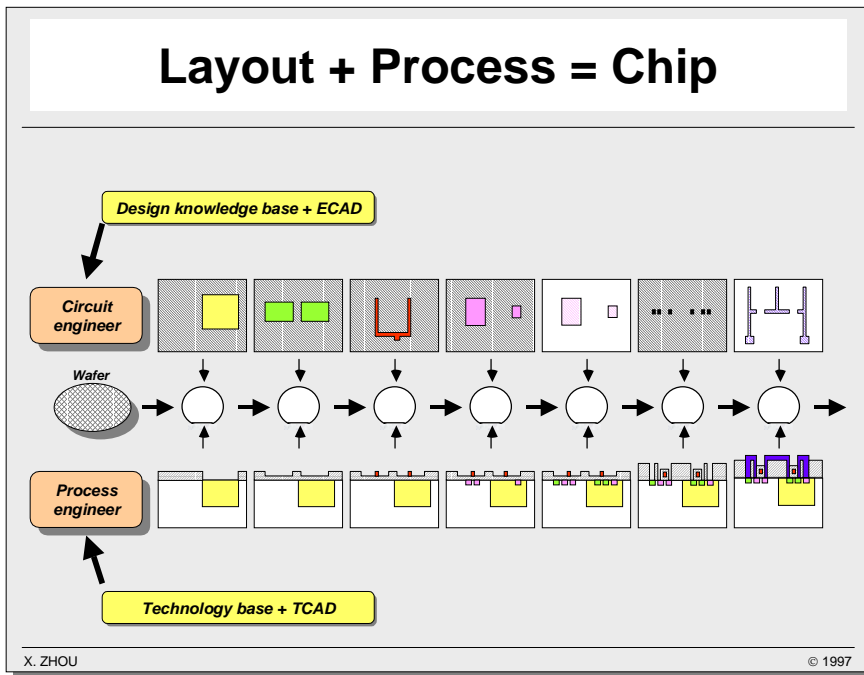 Layout + Process = Chip
Design knowledge base + ECAD
Circuit
engineer
Wafer
Process
engineer
Technology base + TCAD
X. ZHOU
© 1997